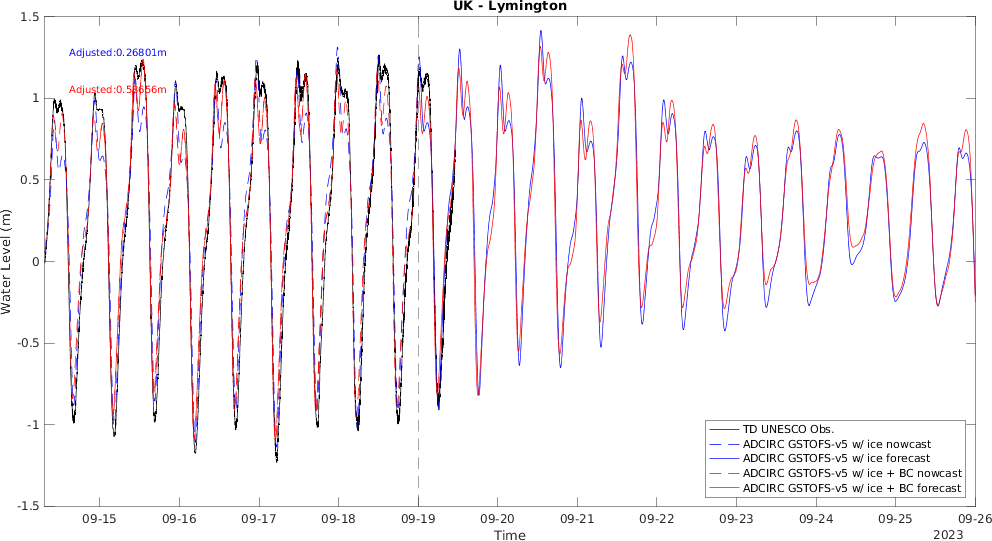 UK - Lymington
1.5
1
0.5
0
-0.5
-1
-1.5
Water Level (m)
Adjusted:0.26801m
Adjusted:0.53656m
TD UNESCO Obs.
ADCIRC GSTOFS-v5 w/ ice nowcast
ADCIRC GSTOFS-v5 w/ ice forecast
ADCIRC GSTOFS-v5 w/ ice + BC nowcast
ADCIRC GSTOFS-v5 w/ ice + BC forecast
09-15 09-16 09-17 09-18 09-19 09-20 09-21 09-22 09-23 09-24 09-25 09-26
Time
2023